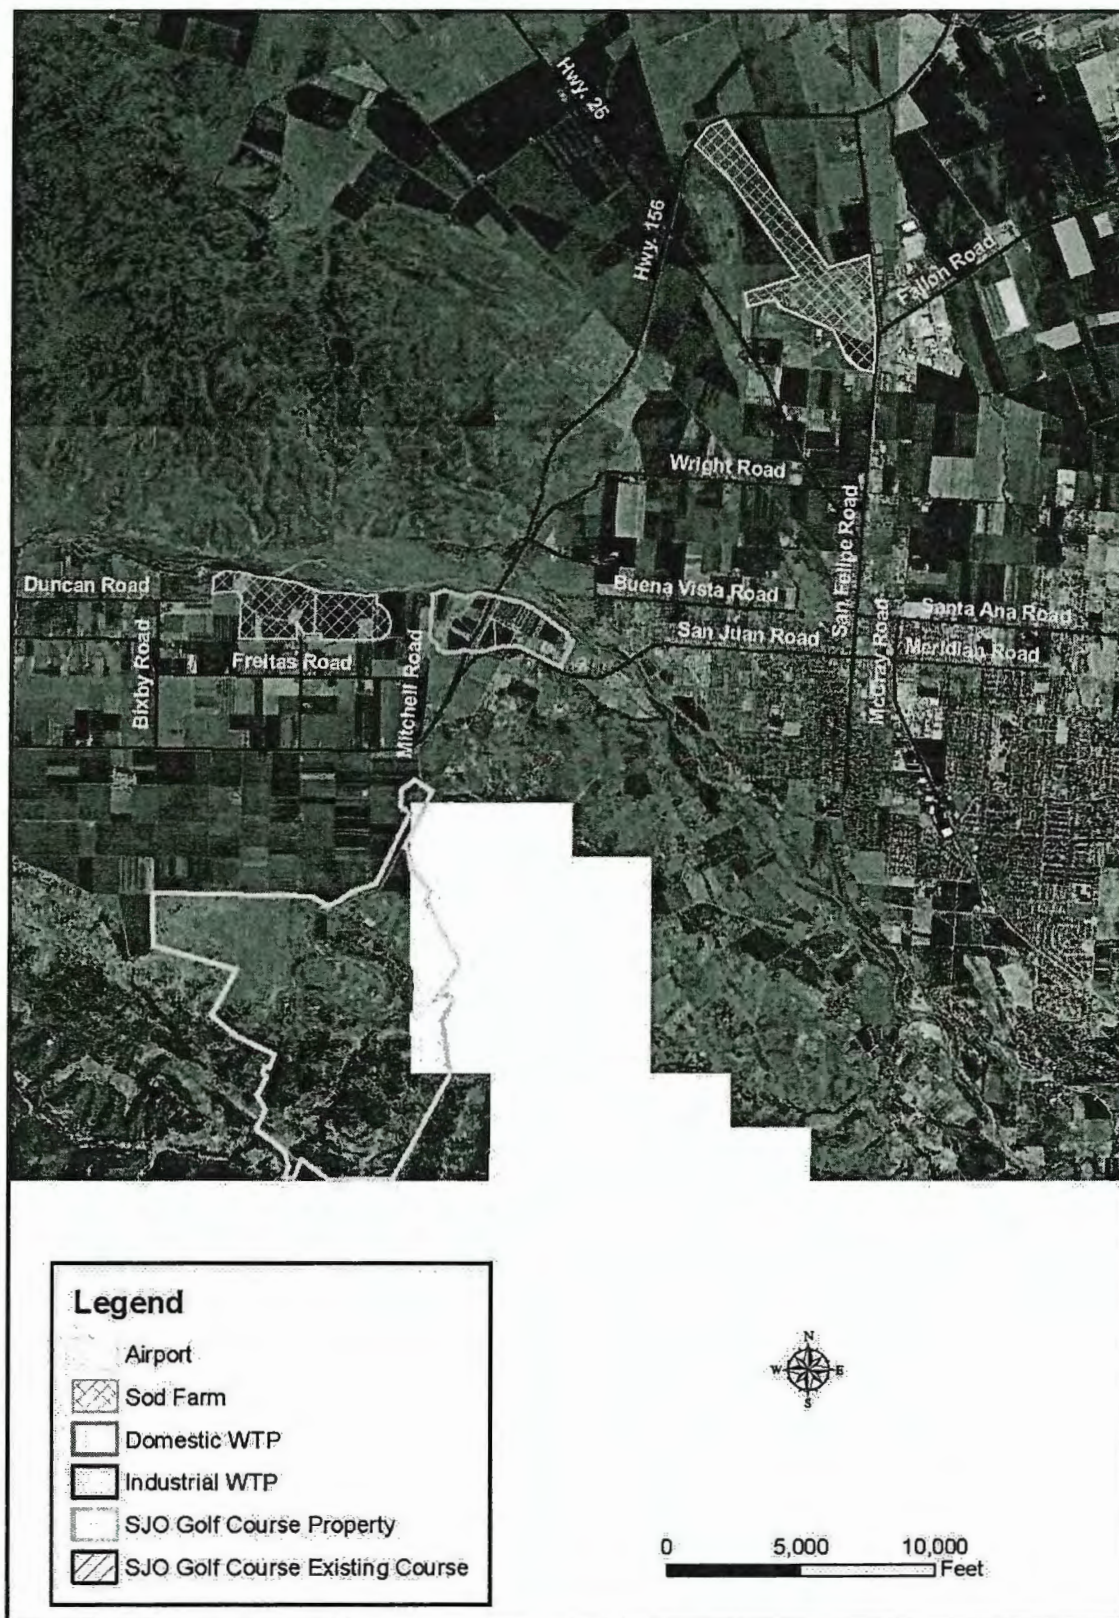 Hwy. 25
Hwy. 156
Fallon Road
Wright Road
San Felipe Road
Duncan Road
Buena Vista Road
Santa Ana Road
San Juan Road
Meridian Road
McCray Road
Freitas Road
Bixby Road
Mitchell Road
Legend
Airport
Sod Farm
Domestic WTP
Industrial WTP
SJO Golf Course Property
SJO Golf Course Existing Course
N
W E
S
0 5,000 10,000
Feet